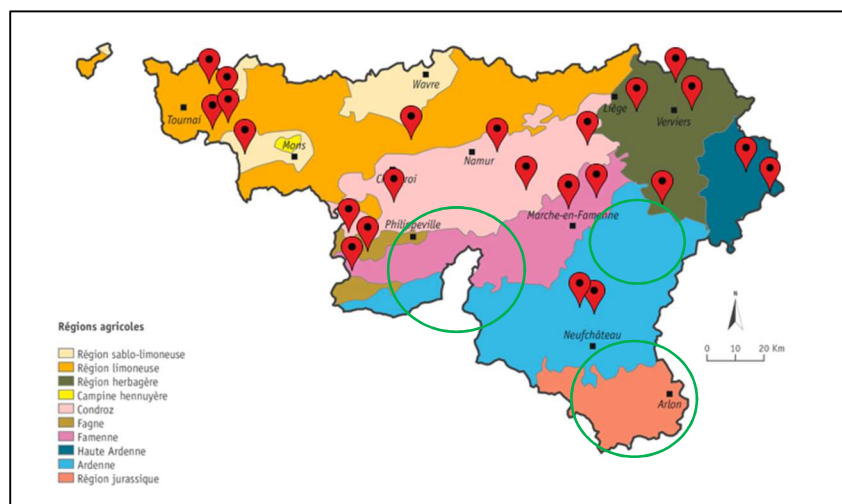 Wavre
Liège
Tournai
Verviers
Mons
Namur
Philippeville
Marche-en-Famenne
Neufchâteau
Arlon
N
0 10 20 Km
Régions agricoles
Région sablo-limoneuse
Région limoneuse
Région herbagère
Campine hennuyère
Condroz
Fagne
Famenne
Haute Ardenne
Ardenne
Région jurassique